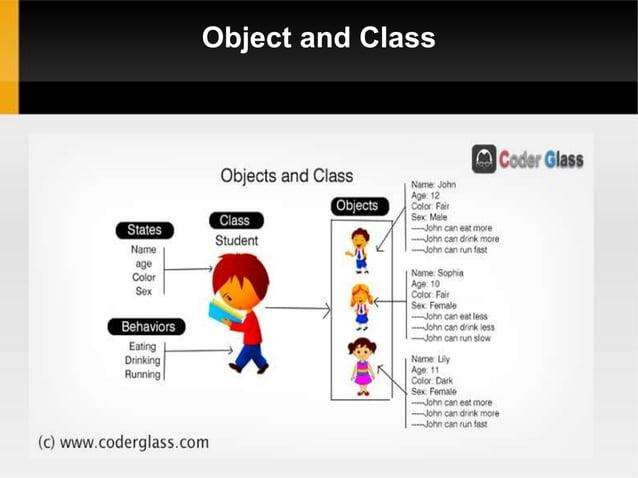 Object and Class
Coder Glass
Objects and Class
States
Name
age
Color
Sex
Behaviors
Eating
Drinking
Running
Class
Student
Objects
Name: John
Age: 12
Color: Fair
Sex: Male
----John can eat more
----John can drink more
----John can run fast
Name: Sophia
Age: 10
Color: Fair
Sex: Female
----John can eat less
----John can drink less
----John can run slow
Name: Lily
Age: 11
Color: Dark
Sex: Female
----John can eat more
----John can drink more
----John can run fast
(c) www.coderglass.com